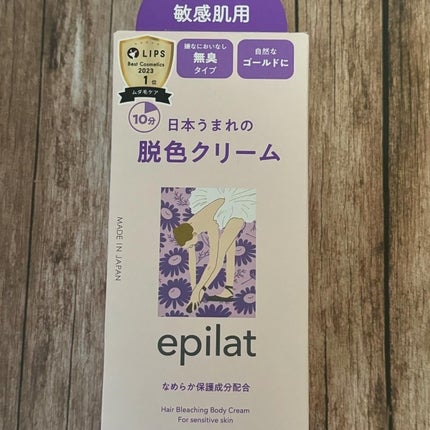 敏感肌用
LIPS
Best Cosmetics
2023
1位
ムダ毛ケア
嫌なにおいなし
無臭
タイプ
自然な
ゴールドに
10分
日本うまれの
脱色クリーム
MADE IN JAPAN
epilat
なめらか保護成分配合
Hair Bleaching Body Cream
For sensitive skin